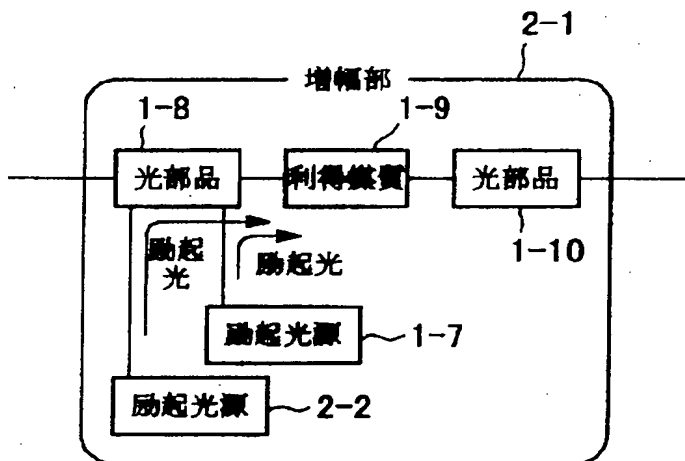 2-1
増幅部
1-8
1-9
光部品
利得媒質
光部品
1-10
励起
光
励起光
励起光源
1-7
励起光源
2-2